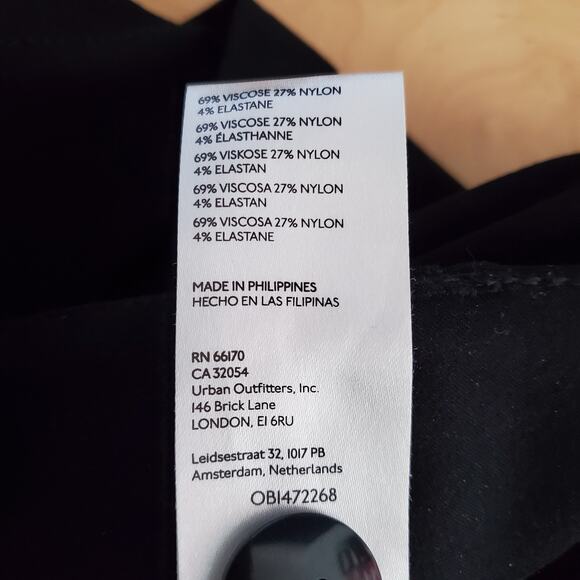 69% VISCOSE 27% NYLON
4% ELASTANE
69% VISCOSE 27% NYLON
4% ÉLASTHANNE
69% VISKOSE 27% NYLON
4% ELASTAN
69% VISCOSA 27% NYLON
4% ELASTAN
69% VISCOSA 27% NYLON
4% ELASTANE
MADE IN PHILIPPINES
HECHO EN LAS FILIPINAS
RN 66170
CA 32054
Urban Outfitters, Inc.
146 Brick Lane
LONDON, E1 6RU
Leidsestraat 32, 1017 PB
Amsterdam, Netherlands
OB1472268